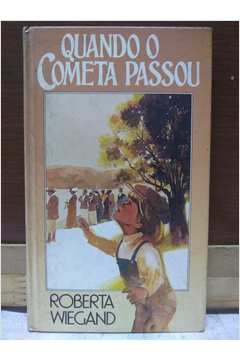 QUANDO O
COMETA PASSOU
ROBERTA
WIEGAND